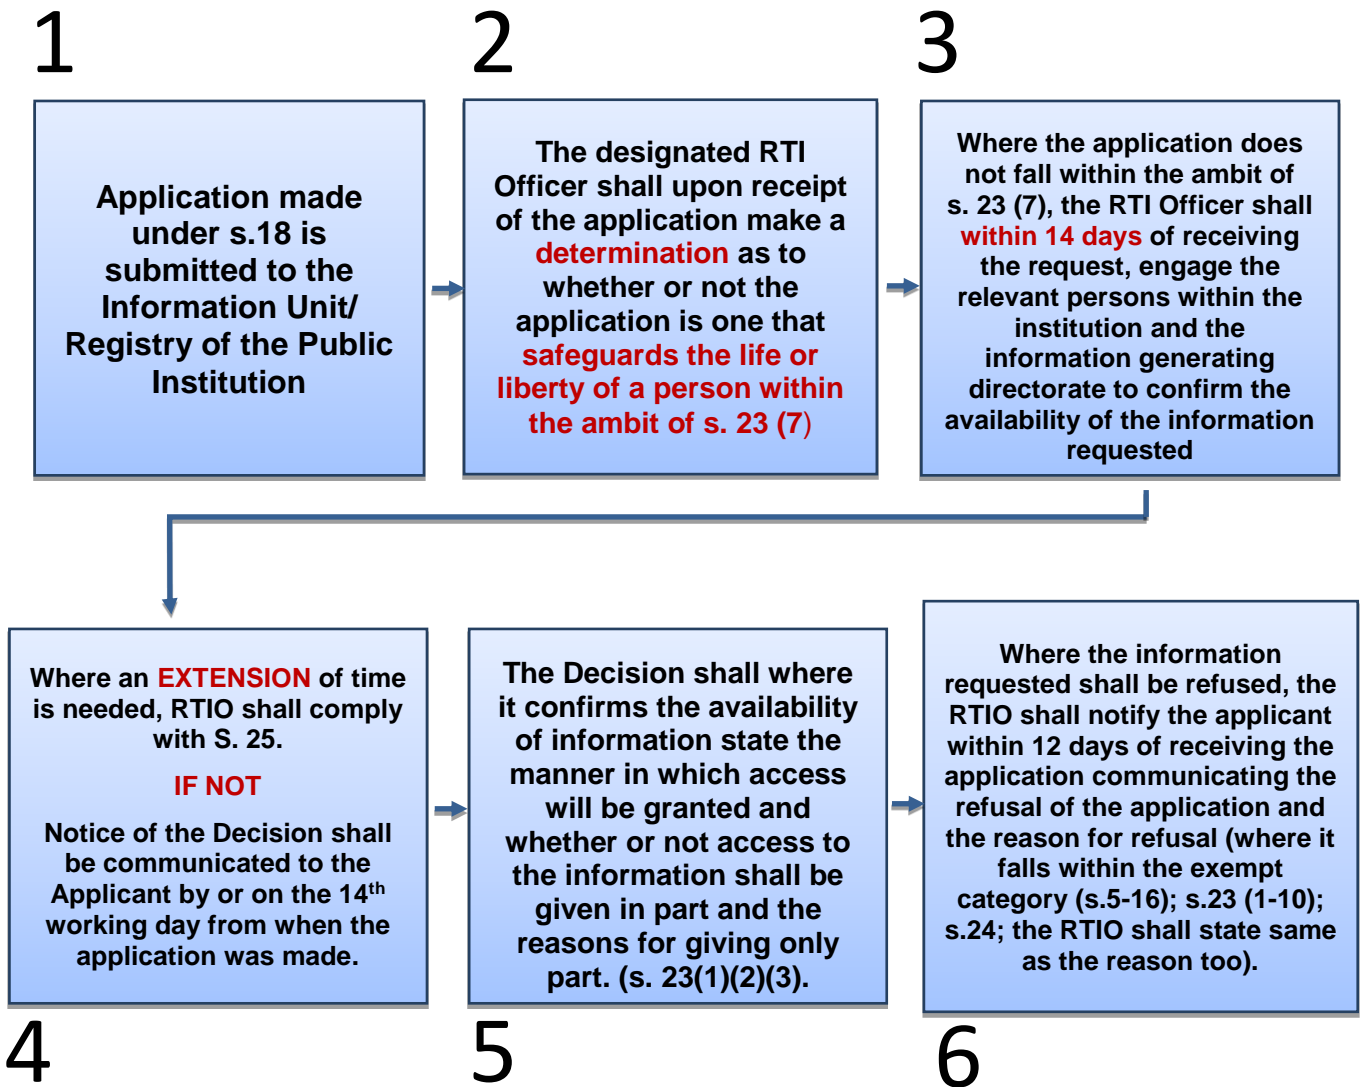 1
Application made
under s.18 is
submitted to the
Information Unit/
Registry of the Public
Institution
2
The designated RTI
Officer shall upon receipt
of the application make a
determination as to
whether or not the
application is one that
safeguards the life or
liberty of a person within
the ambit of s. 23 (7)
3
Where the application does
not fall within the ambit of
s. 23 (7), the RTI Officer shall
within 14 days of receiving
the request, engage the
relevant persons within the
institution and the
information generating
directorate to confirm the
availability of the information
requested
Where an EXTENSION of time
is needed, RTIO shall comply
with S. 25.
IF NOT
Notice of the Decision shall
be communicated to the
Applicant by or on the 14th
working day from when the
application was made.
4
The Decision shall where
it confirms the availability
of information state the
manner in which access
will be granted and
whether or not access to
the information shall be
given in part and the
reasons for giving only
part. (s. 23(1)(2)(3).
5
Where the information
requested shall be refused, the
RTIO shall notify the applicant
within 12 days of receiving the
application communicating the
refusal of the application and
the reason for refusal (where it
falls within the exempt
category (s.5-16); s.23 (1-10);
s.24; the RTIO shall state same
as the reason too).
6